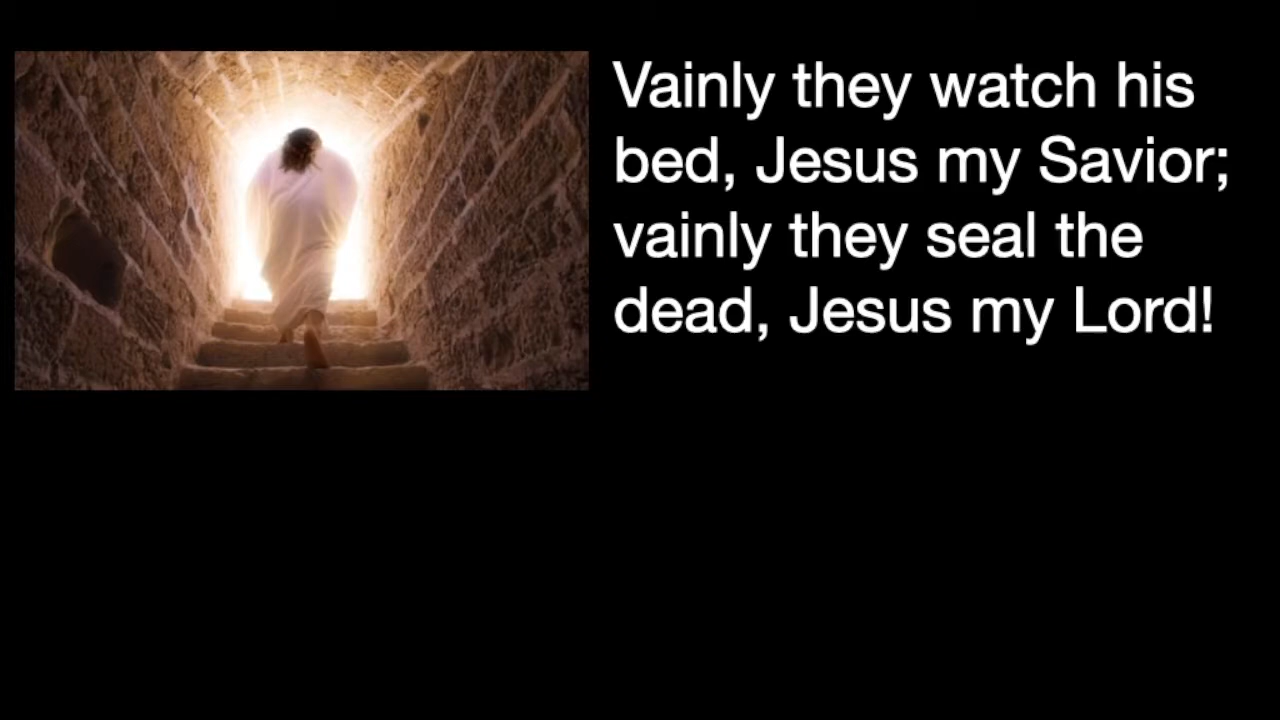 Vainly they watch his
bed, Jesus my Savior;
vainly they seal the
dead, Jesus my Lord!